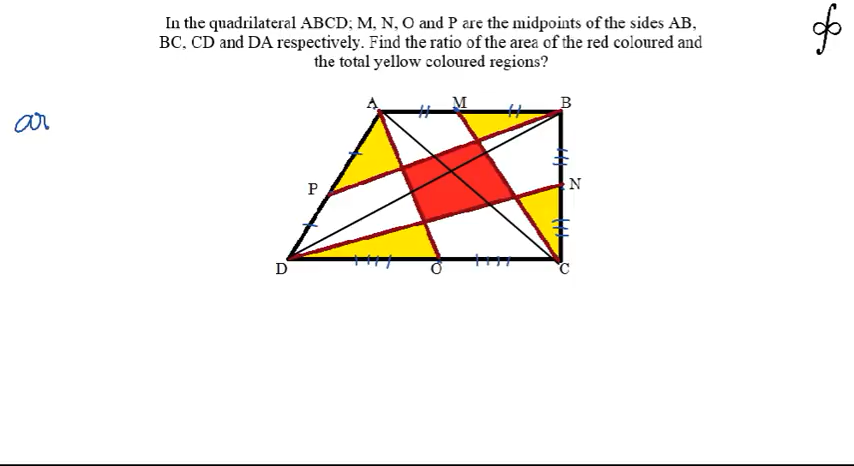 In the quadrilateral ABCD; M, N, O and P are the midpoints of the sides AB,
BC, CD and DA respectively. Find the ratio of the area of the red coloured and
the total yellow coloured regions?
ar
A M B
P N
D O C